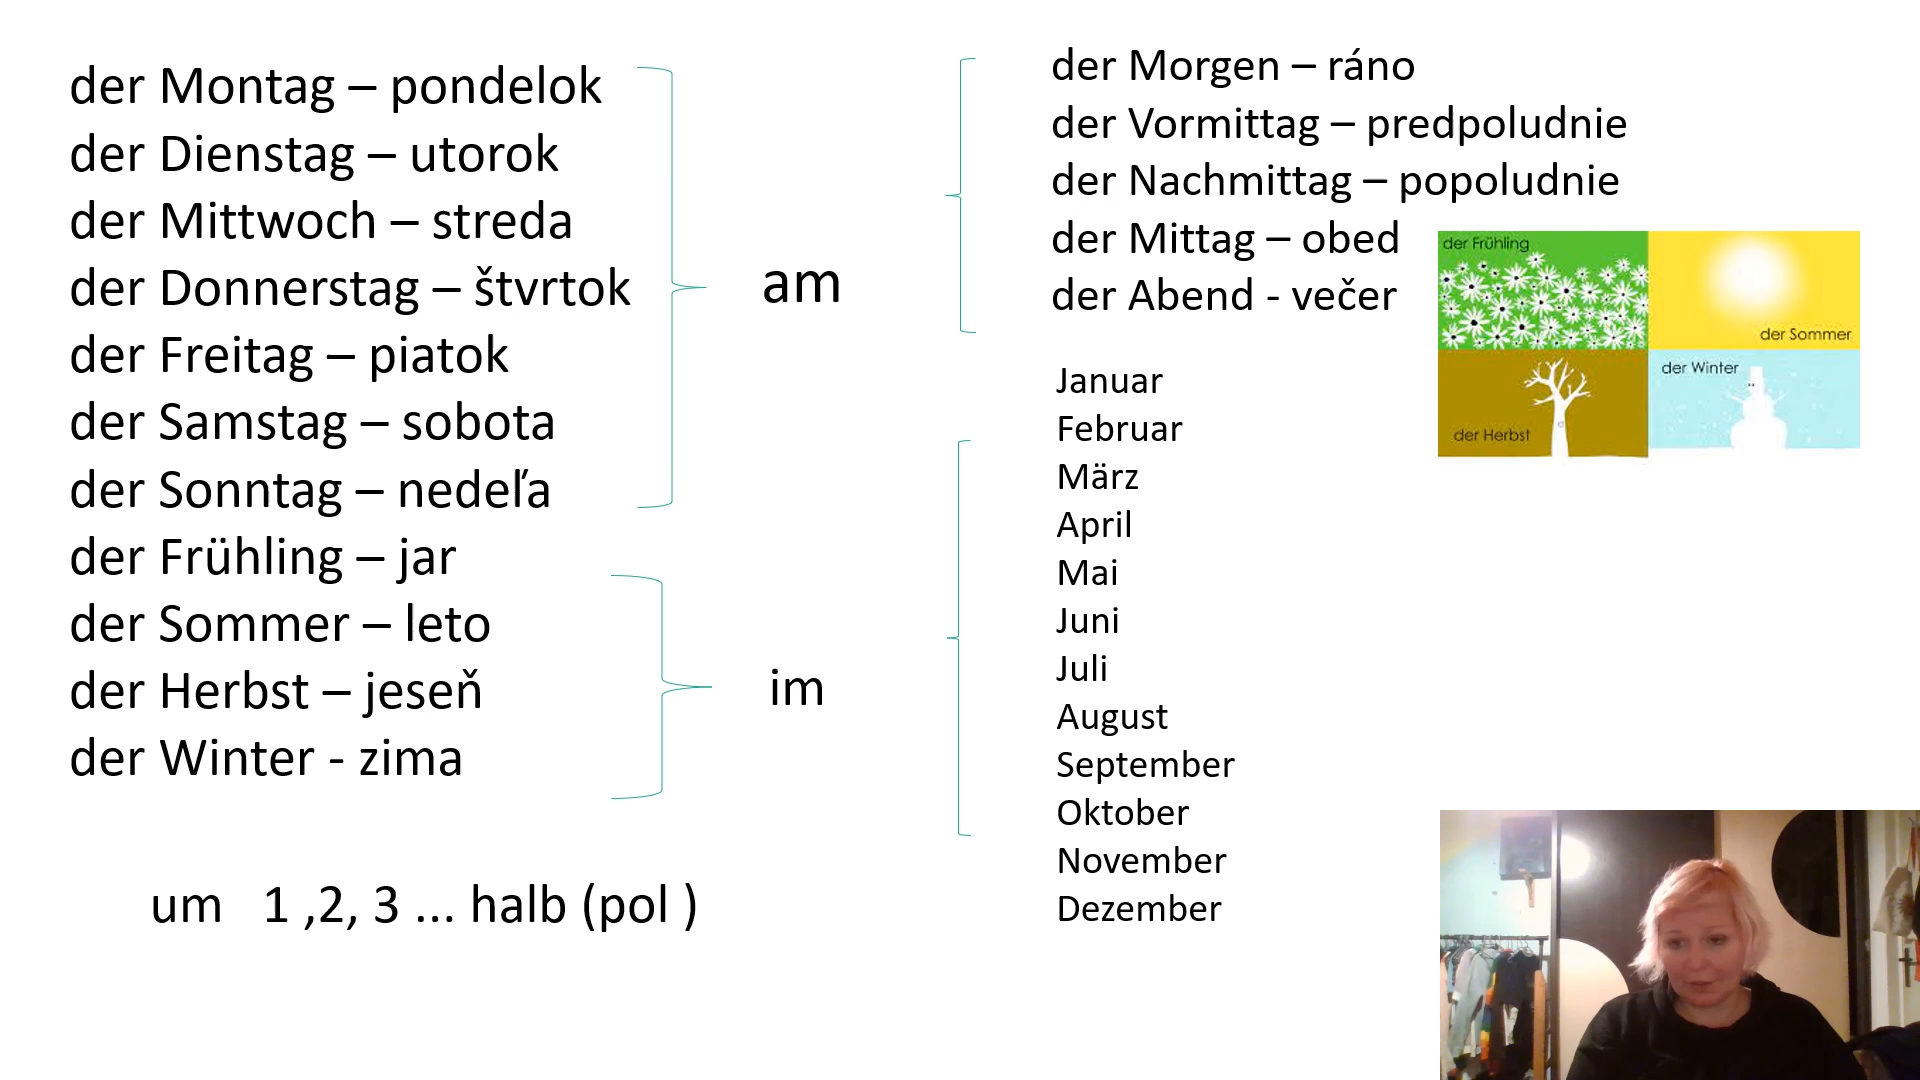 der Montag – pondelok
der Dienstag – utorok
der Mittwoch – streda
der Donnerstag – štvrtok
der Freitag – piatok
der Samstag – sobota
der Sonntag – nedeľa
der Frühling – jar
der Sommer – leto
der Herbst – jeseň
der Winter - zima
um 1 ,2, 3 ... halb (pol )
am
im
der Morgen – ráno
der Vormittag – predpoludnie
der Nachmittag – popoludnie
der Mittag – obed
der Abend - večer
Januar
Februar
März
April
Mai
Juni
Juli
August
September
Oktober
November
Dezember
der Frühling
der Sommer
der Herbst
der Winter